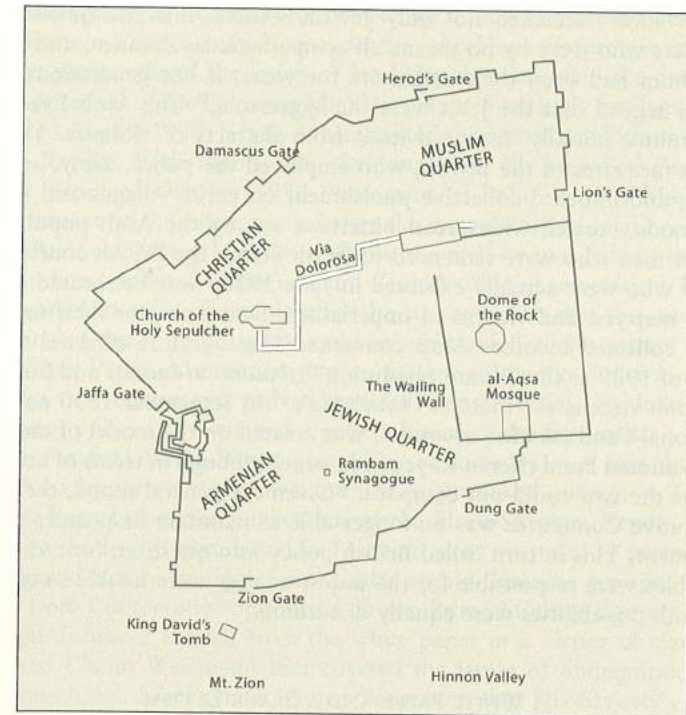 Herod's Gate
MUSLIM
QUARTER
Damascus Gate
Lion's Gate
CHRISTIAN
QUARTER
Via
Dolorosa
Church of the
Holy Sepulcher
Dome of
the Rock
The Wailing
Wall
al-Aqsa
Mosque
Jaffa Gate
JEWISH QUARTER
ARMENIAN
QUARTER
Rambam
Synagogue
Dung Gate
Zion Gate
King David's
Tomb
Mt. Zion
Hinnon Valley